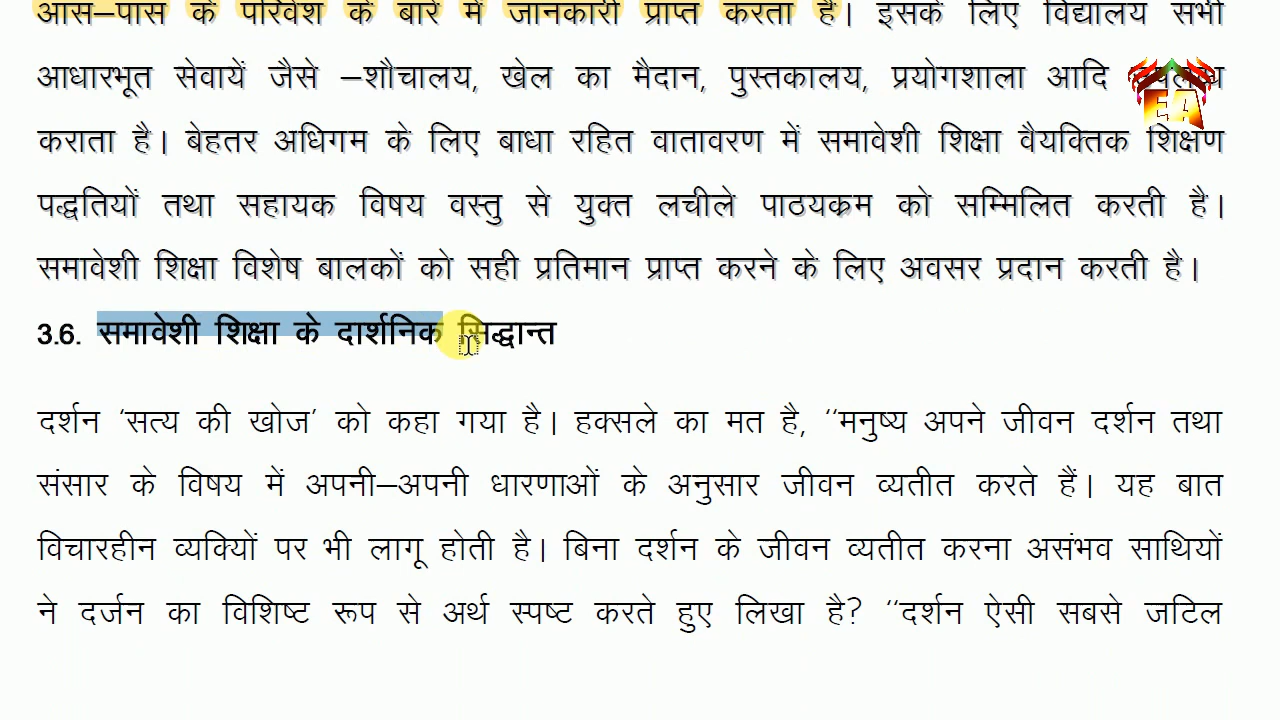 आस–पास के परिवेश के बारे में जानकारी प्राप्त करता है। इसके लिए विद्यालय सभी
आधारभूत सेवायें जैसे –शौचालय, खेल का मैदान, पुस्तकालय, प्रयोगशाला आदि
EA
कराता है। बेहतर अधिगम के लिए बाधा रहित वातावरण में समावेशी शिक्षा वैयक्तिक शिक्षण
पद्धतियों तथा सहायक विषय वस्तु से युक्त लचीले पाठयक्रम को सम्मिलित करती है।
समावेशी शिक्षा विशेष बालकों को सही प्रतिमान प्राप्त करने के लिए अवसर प्रदान करती है।
3.6. समावेशी शिक्षा के दार्शनिक सिद्धान्त
दर्शन ‘सत्य की खोज’ को कहा गया है। हक्सले का मत है, ‘‘मनुष्य अपने जीवन दर्शन तथा
संसार के विषय में अपनी–अपनी धारणाओं के अनुसार जीवन व्यतीत करते हैं। यह बात
विचारहीन व्यक्यिों पर भी लागू होती है। बिना दर्शन के जीवन व्यतीत करना असंभव साथियों
ने दर्जन का विशिष्ट रूप से अर्थ स्पष्ट करते हुए लिखा है? ‘‘दर्शन ऐसी सबसे जटिल